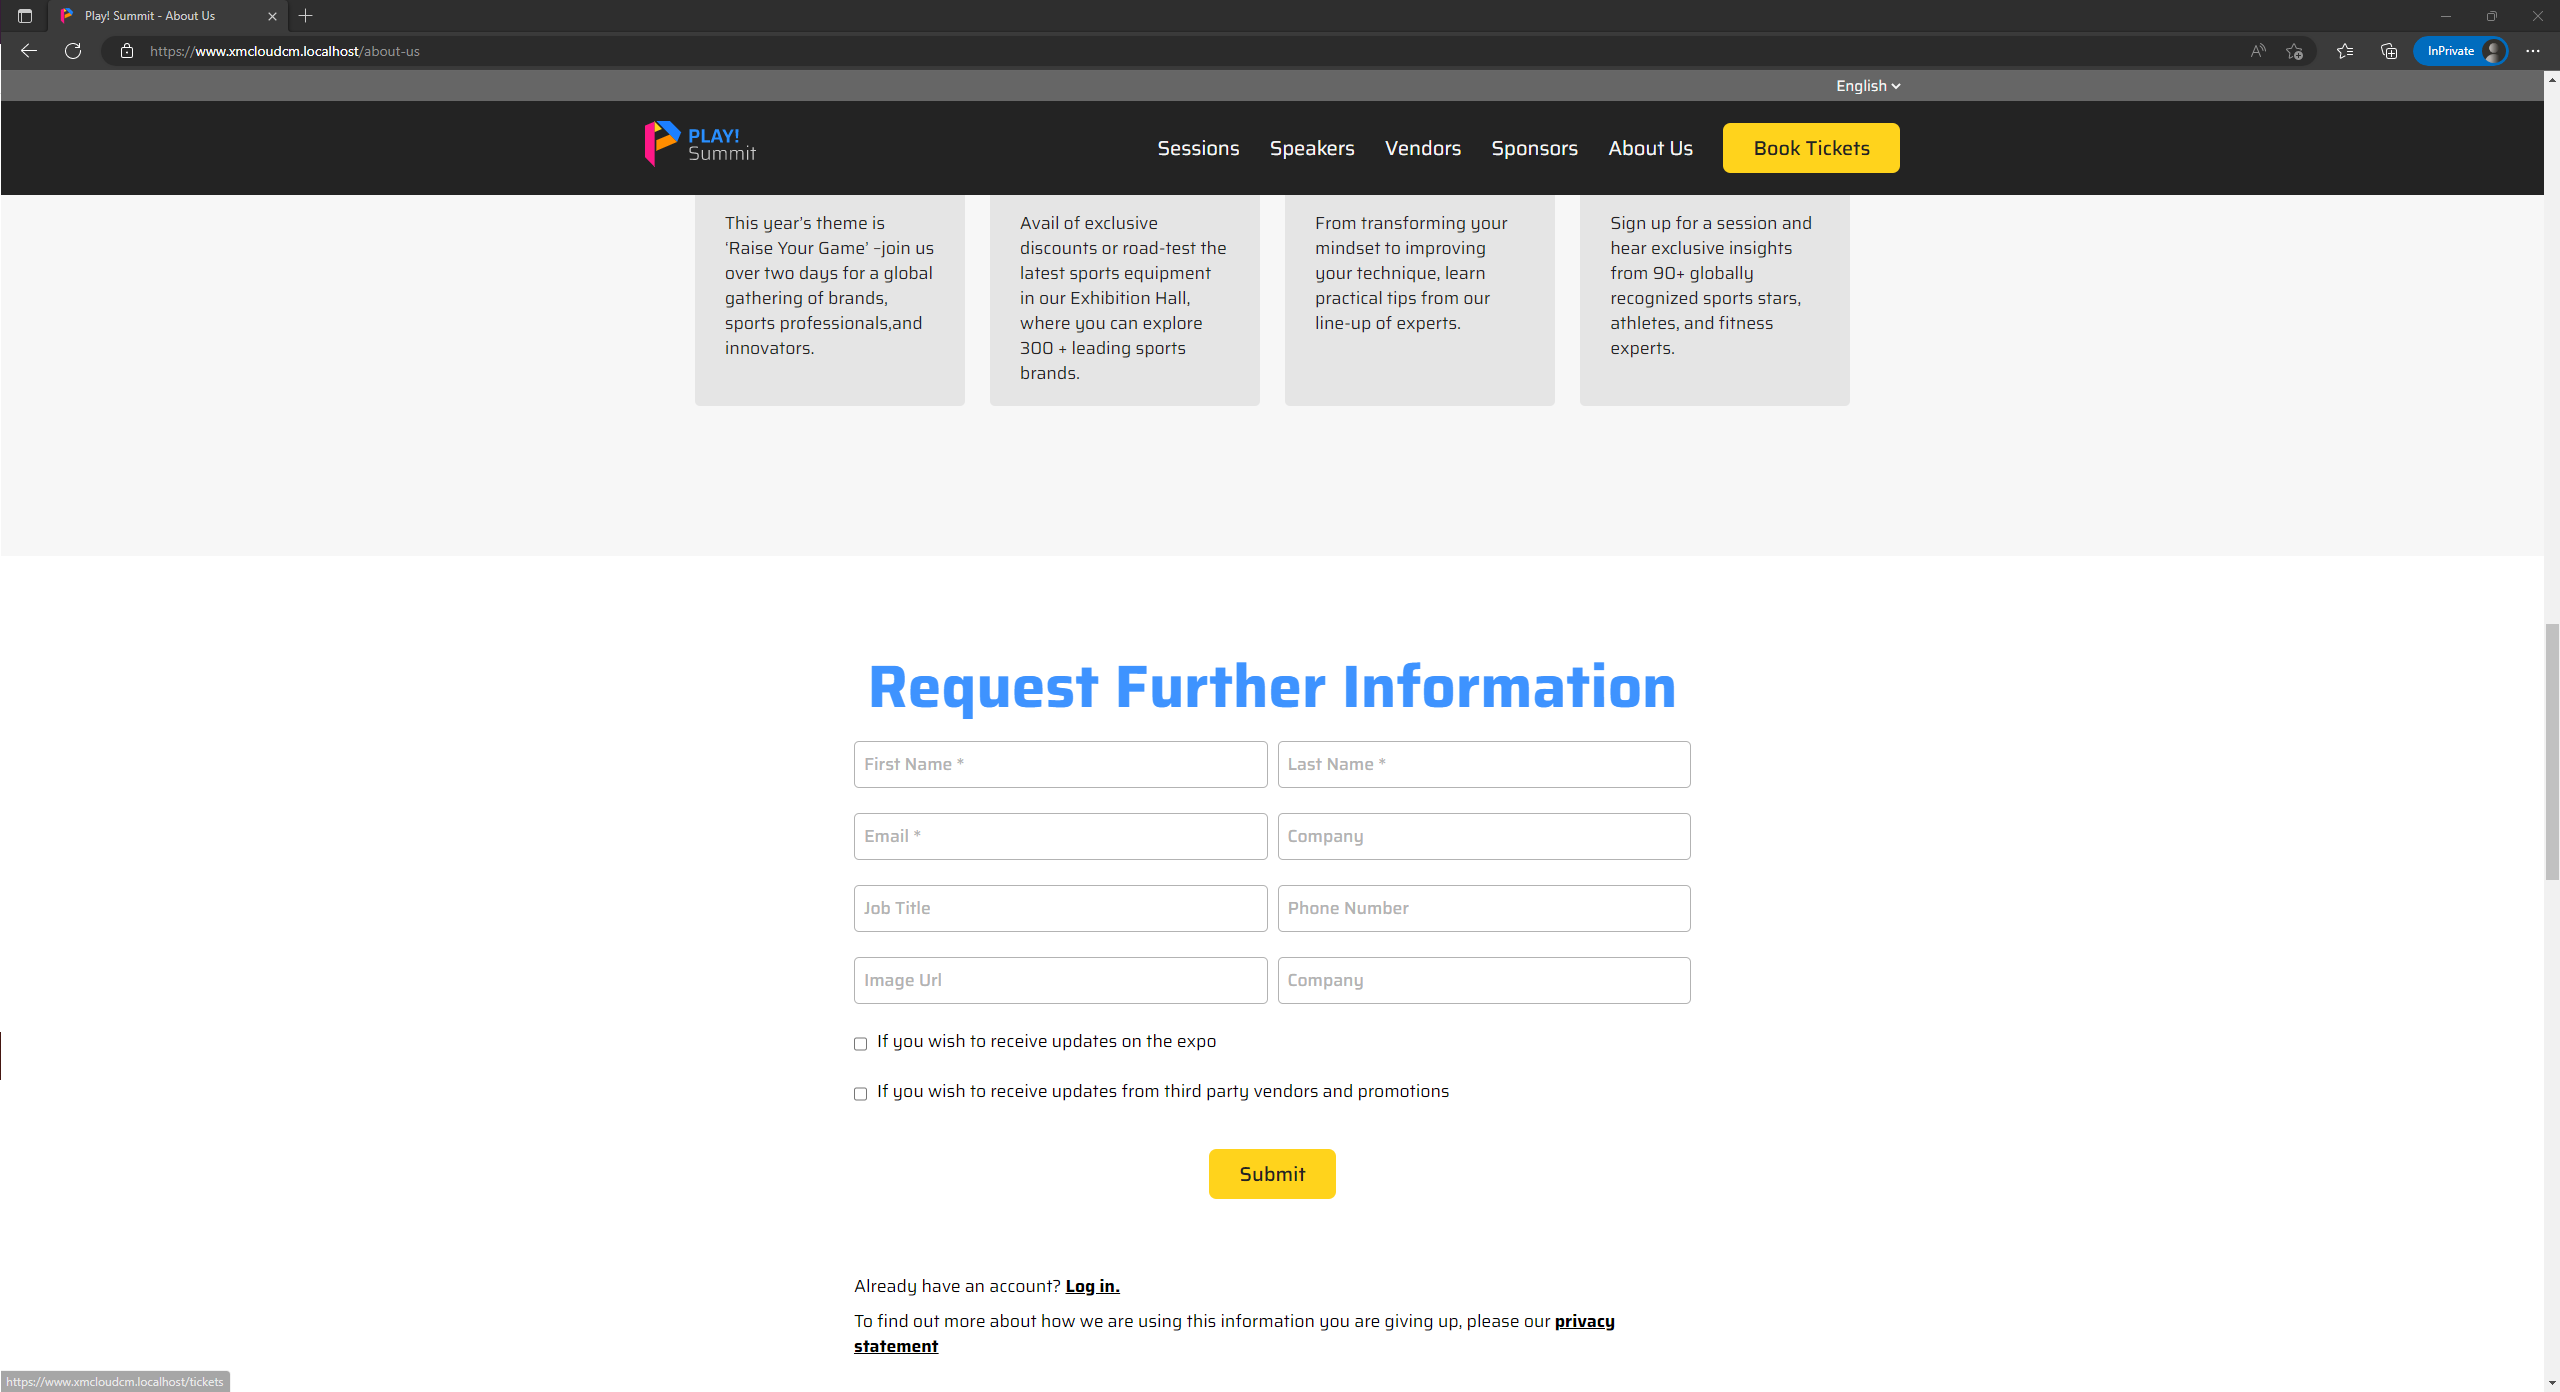 Play! Summit - About Us
https://www.xmcloudcm.localhost/about-us
InPrivate
English
PLAY!
Summit
Sessions Speakers Vendors Sponsors About Us Book Tickets
This year’s theme is
‘Raise Your Game’ –join us
over two days for a global
gathering of brands,
sports professionals,and
innovators.
Avail of exclusive
discounts or road-test the
latest sports equipment
in our Exhibition Hall,
where you can explore
300 + leading sports
brands.
From transforming your
mindset to improving
your technique, learn
practical tips from our
line-up of experts.
Sign up for a session and
hear exclusive insights
from 90+ globally
recognized sports stars,
athletes, and fitness
experts.
Request Further Information
First Name * Last Name *
Email * Company
Job Title Phone Number
Image Url Company
If you wish to receive updates on the expo
If you wish to receive updates from third party vendors and promotions
Submit
Already have an account? Log in.
To find out more about how we are using this information you are giving up, please our privacy
statement
https://www.xmcloudcm.localhost/tickets